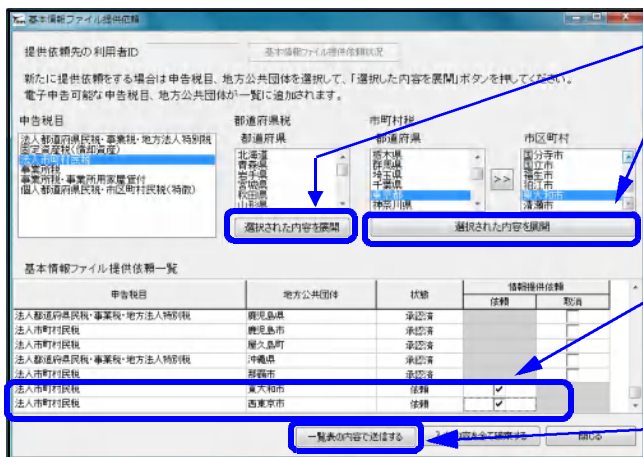 基本情報ファイル提供依頼
提供依頼先の利用者ID
基本情報ファイル提供依頼状況
新たに提供依頼をする場合は申告税目、地方公共団体を選択して、「選択した内容を展開」ボタンを押してください。
電子申告可能な申告税目、地方公共団体が一覧に追加されます。
申告税目
都道府県税
市町村税
都道府県
都道府県
市区町村
法人都道府県民税・事業税・地方法人特別税
固定資産税(償却資産)
法人市町村民税
事業所税
事業所税・事業所用家屋貸付
個人都道府県民税・市区町村民税(特徴)
北海道
青森県
岩手県
宮城県
秋田県
山形県
栃木県
群馬県
埼玉県
千葉県
東京都
神奈川県
>>
国分寺市
国立市
福生市
狛江市
東大和市
清瀬市
選択された内容を展開
選択された内容を展開
基本情報ファイル提供依頼一覧
申告税目
地方公共団体
状態
情報提供依頼
依頼
取消
法人都道府県民税・事業税・地方法人特別税 鹿児島県 承認済
法人市町村民税 鹿児島市 承認済
法人市町村民税 屋久島町 承認済
法人都道府県民税・事業税・地方法人特別税 沖縄県 承認済
法人市町村民税 那覇市 承認済
法人市町村民税 東大和市 依頼
法人市町村民税 西東京市 依頼
一覧表の内容で送信する
閉じる